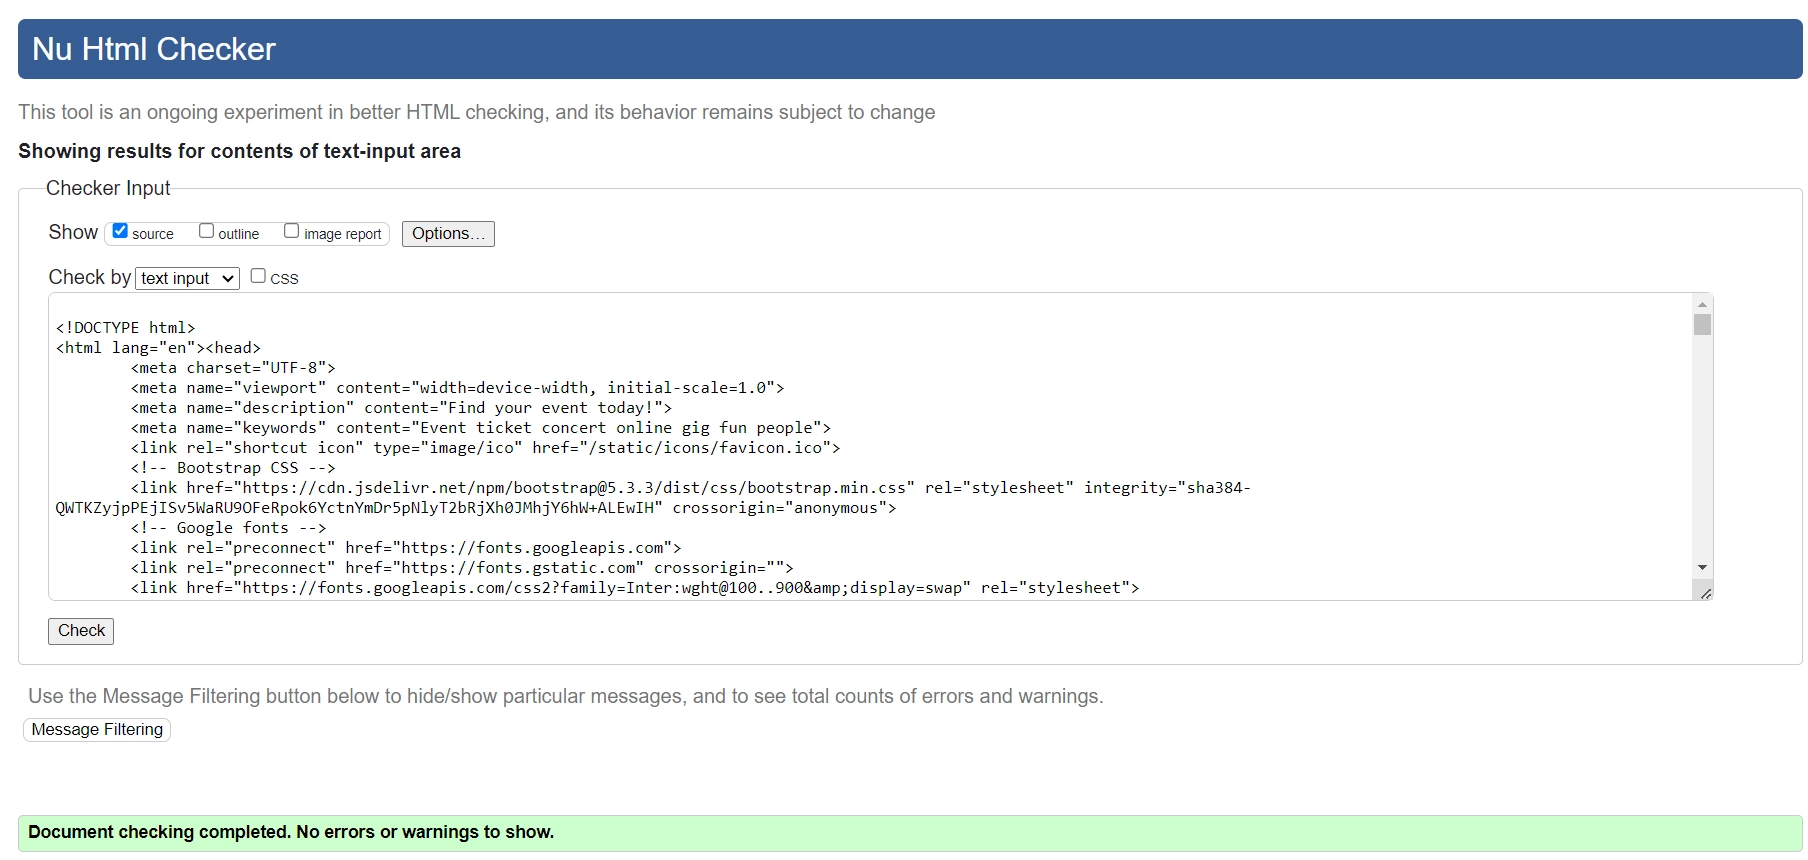 Nu Html Checker
This tool is an ongoing experiment in better HTML checking, and its behavior remains subject to change
Showing results for contents of text-input area
Checker Input
Show source outline image report Options...
Check by text input CSS
<!DOCTYPE html>
<html lang="en"><head>
<meta charset="UTF-8">
<meta name="viewport" content="width=device-width, initial-scale=1.0">
<meta name="description" content="Find your event today!">
<meta name="keywords" content="Event ticket concert online gig fun people">
<link rel="shortcut icon" type="image/ico" href="/static/icons/favicon.ico">
<!-- Bootstrap CSS -->
<link href="https://cdn.jsdelivr.net/npm/bootstrap@5.3.3/dist/css/bootstrap.min.css" rel="stylesheet" integrity="sha384-
QWTKZyjpPEjISv5WaRU9OFeRpok6YctnYmDr5pNlyT2bRjXh0JMhjY6hW+ALEwIH" crossorigin="anonymous">
<!-- Google fonts -->
<link rel="preconnect" href="https://fonts.googleapis.com">
<link rel="preconnect" href="https://fonts.gstatic.com" crossorigin="">
<link href="https://fonts.googleapis.com/css2?family=Inter:wght@100..900&amp;display=swap" rel="stylesheet">
Check
Use the Message Filtering button below to hide/show particular messages, and to see total counts of errors and warnings.
Message Filtering
Document checking completed. No errors or warnings to show.